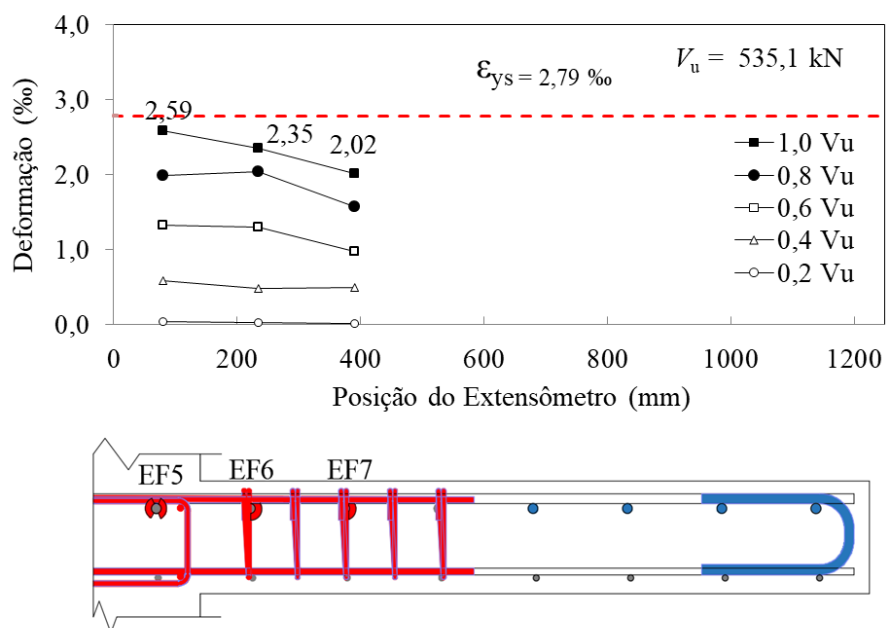 4,0
3,0
2,0
1,0
0,0
Deformação (‰)
εys = 2,79 ‰
Vu = 535,1 kN
2,59
2,35
2,02
1,0 Vu
0,8 Vu
0,6 Vu
0,4 Vu
0,2 Vu
0 200 400 600 800 1000 1200
Posição do Extensômetro (mm)
EF5 EF6 EF7